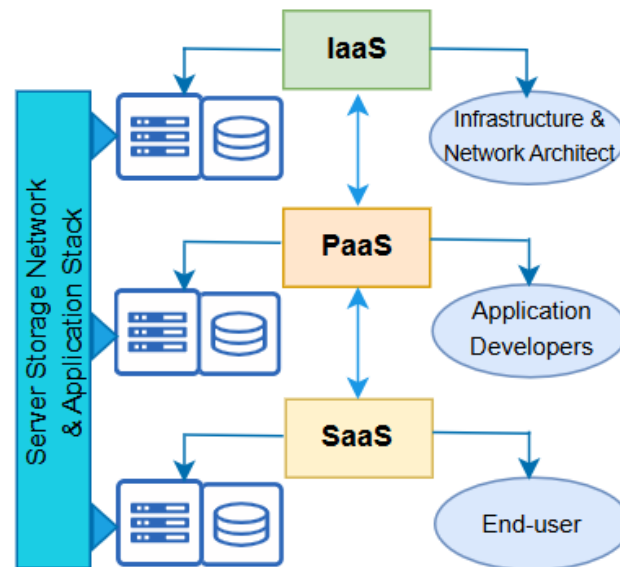 IaaS
Infrastructure &
Network Architect
PaaS
Application
Developers
SaaS
End-user
Server Storage Network
& Application Stack